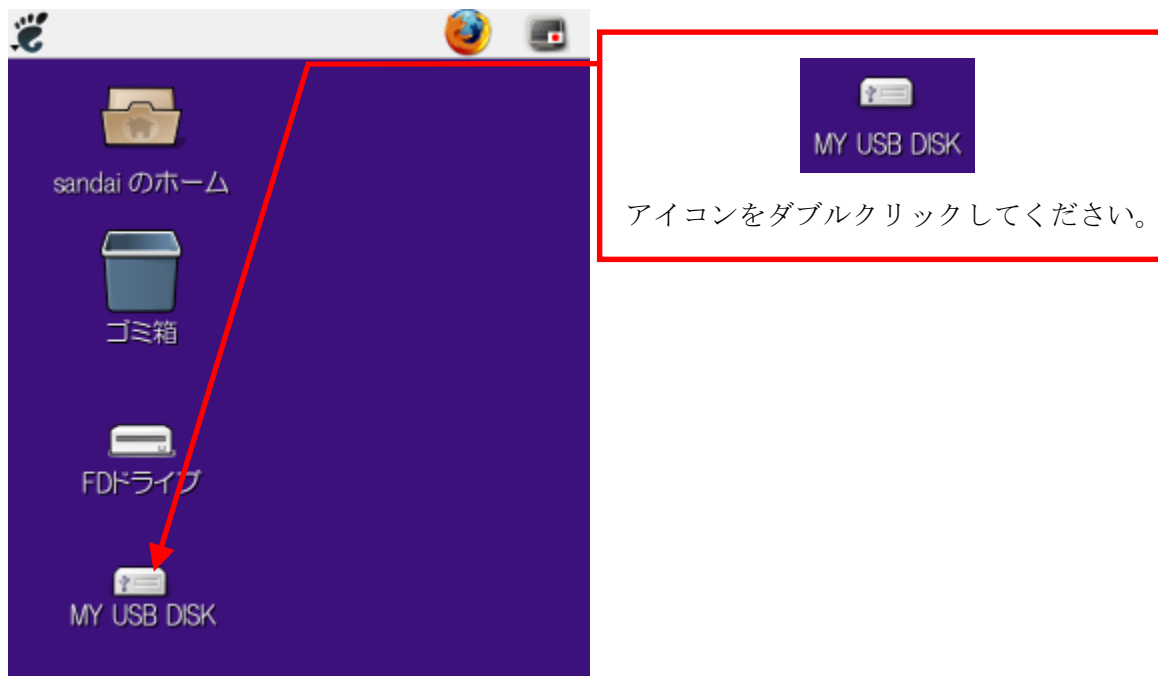 sandai のホーム
ゴミ箱
FDドライブ
MY USB DISK
MY USB DISK
アイコンをダブルクリックしてください。